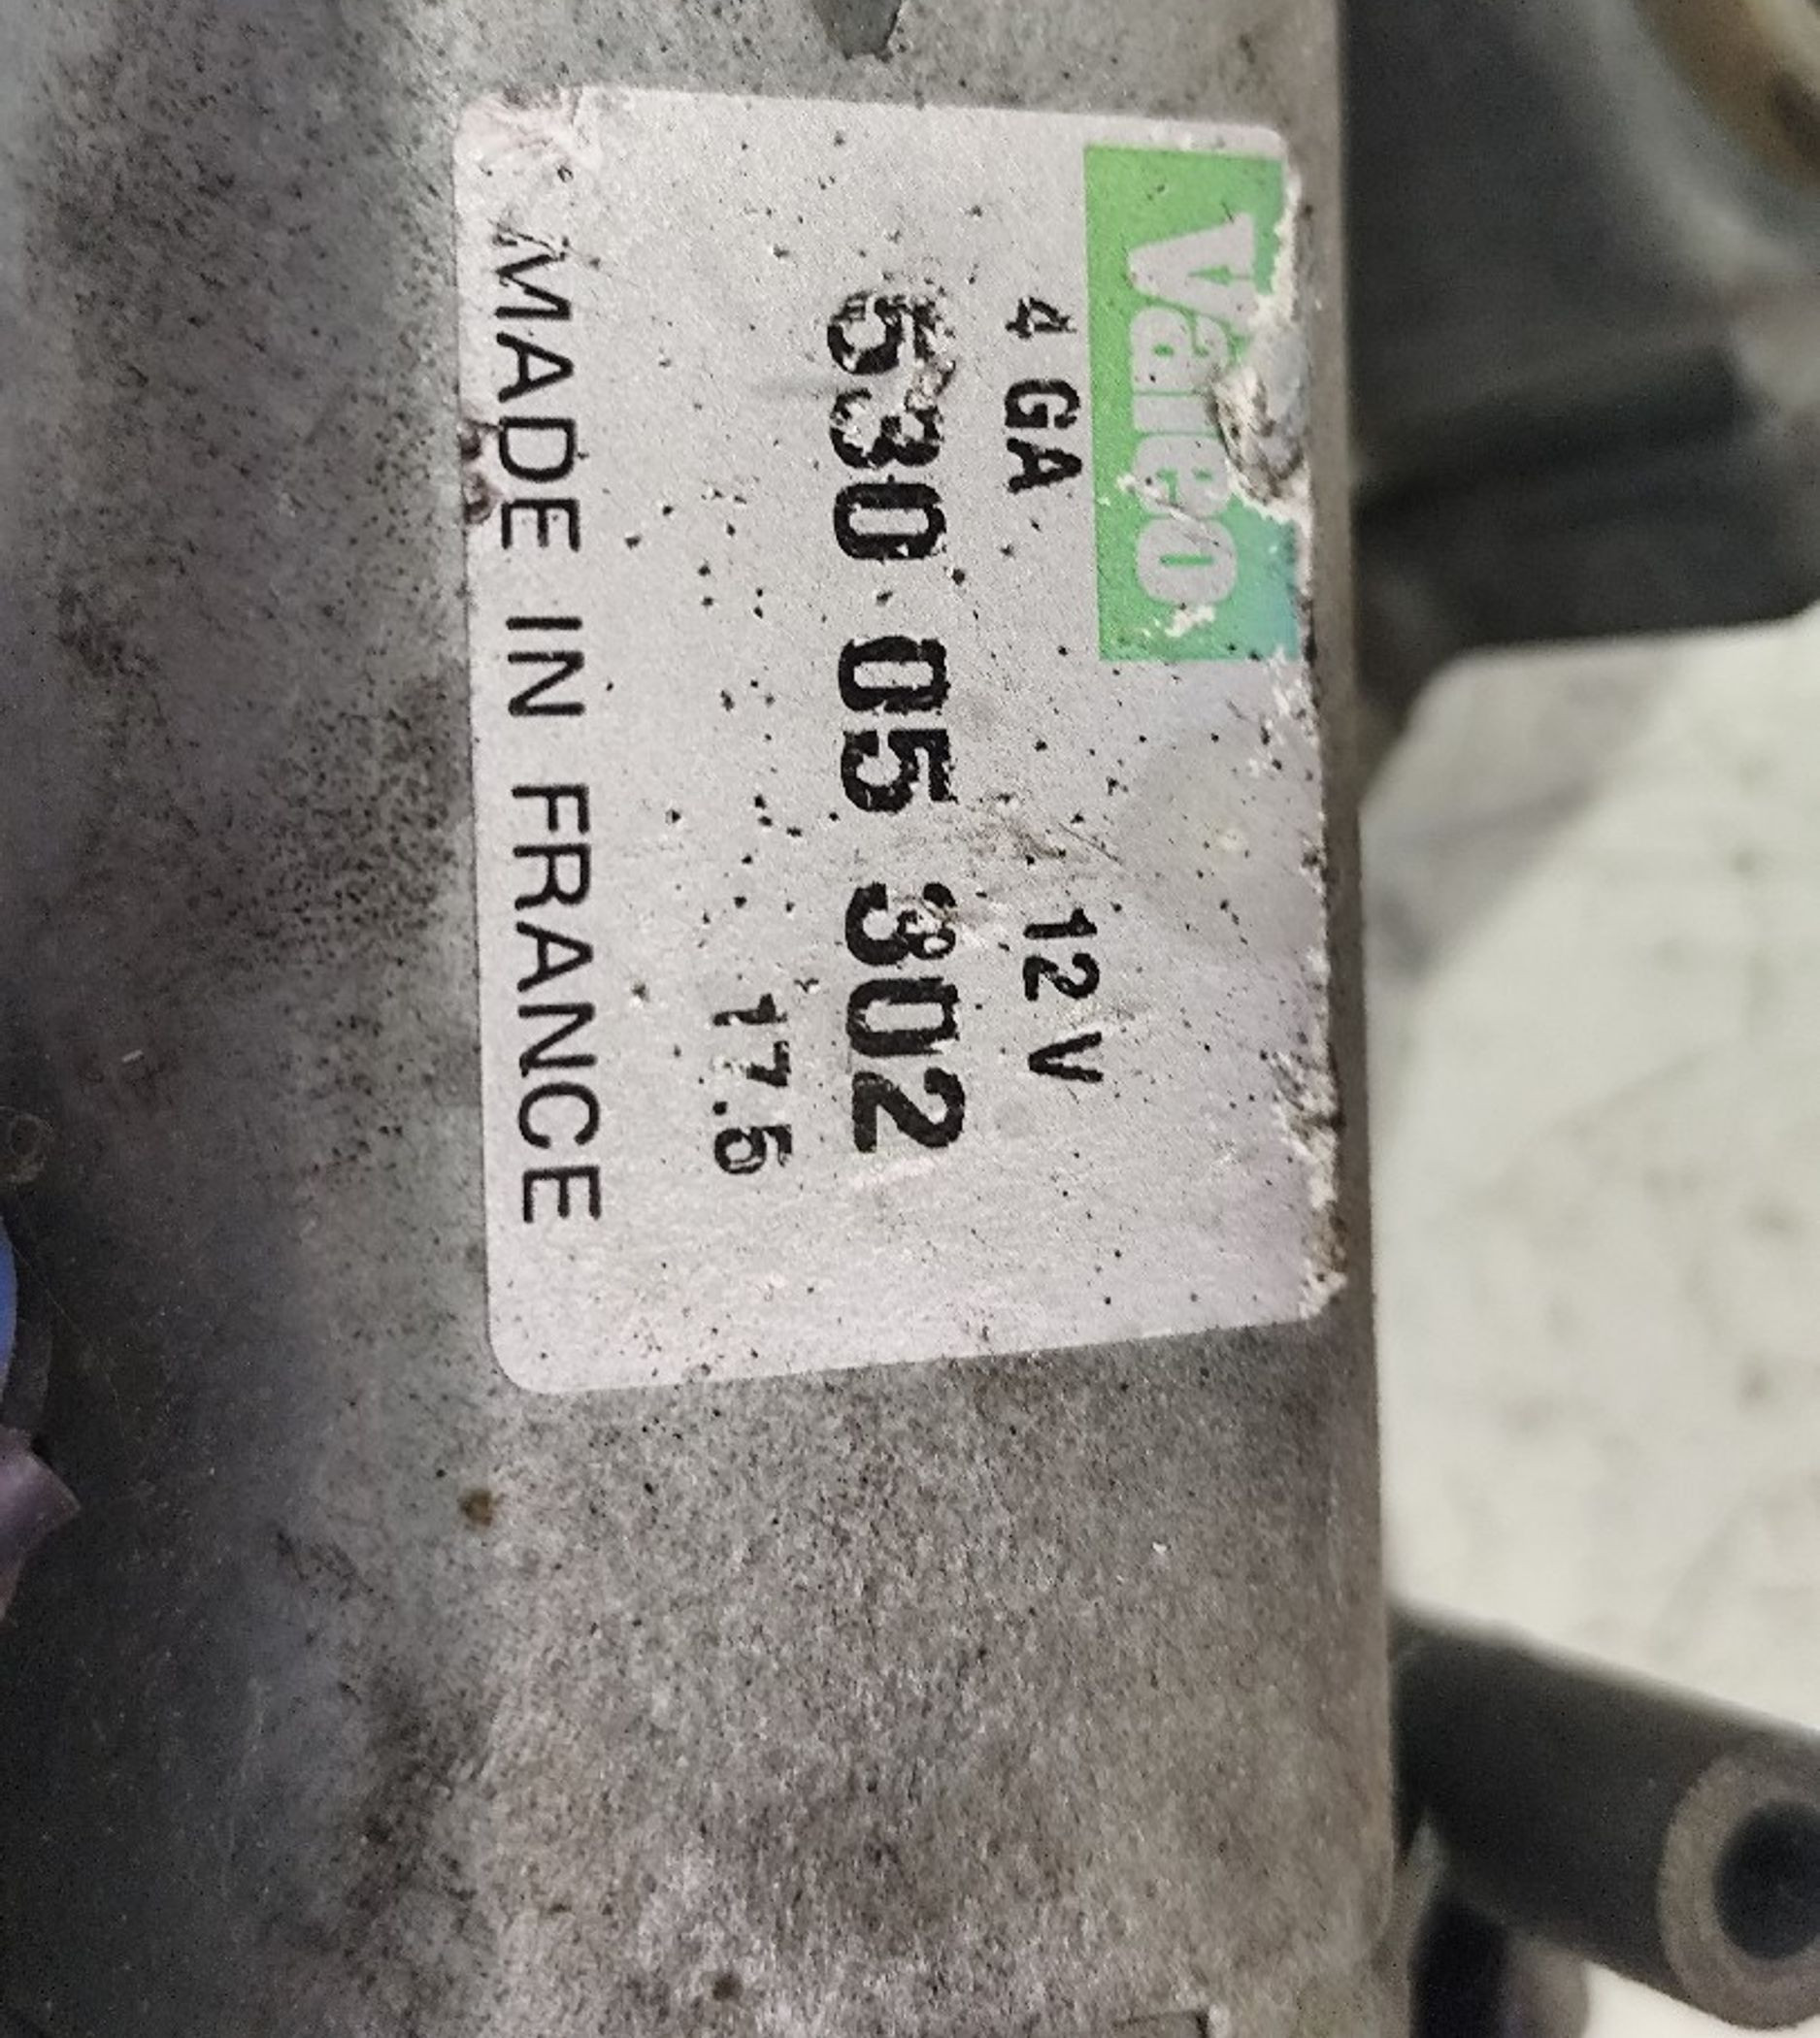 Valeo
4 GA 12 V
530 05 302
17.5
MADE IN FRANCE